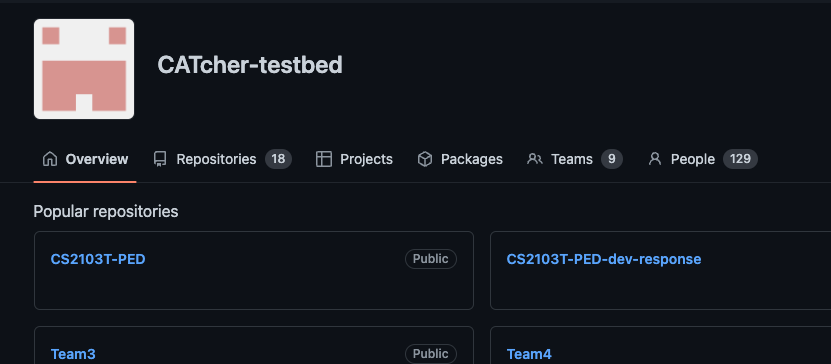 CATcher-testbed
Overview Repositories 18 Projects Packages Teams 9 People 129
Popular repositories
CS2103T-PED Public CS2103T-PED-dev-response
Team3 Public Team4